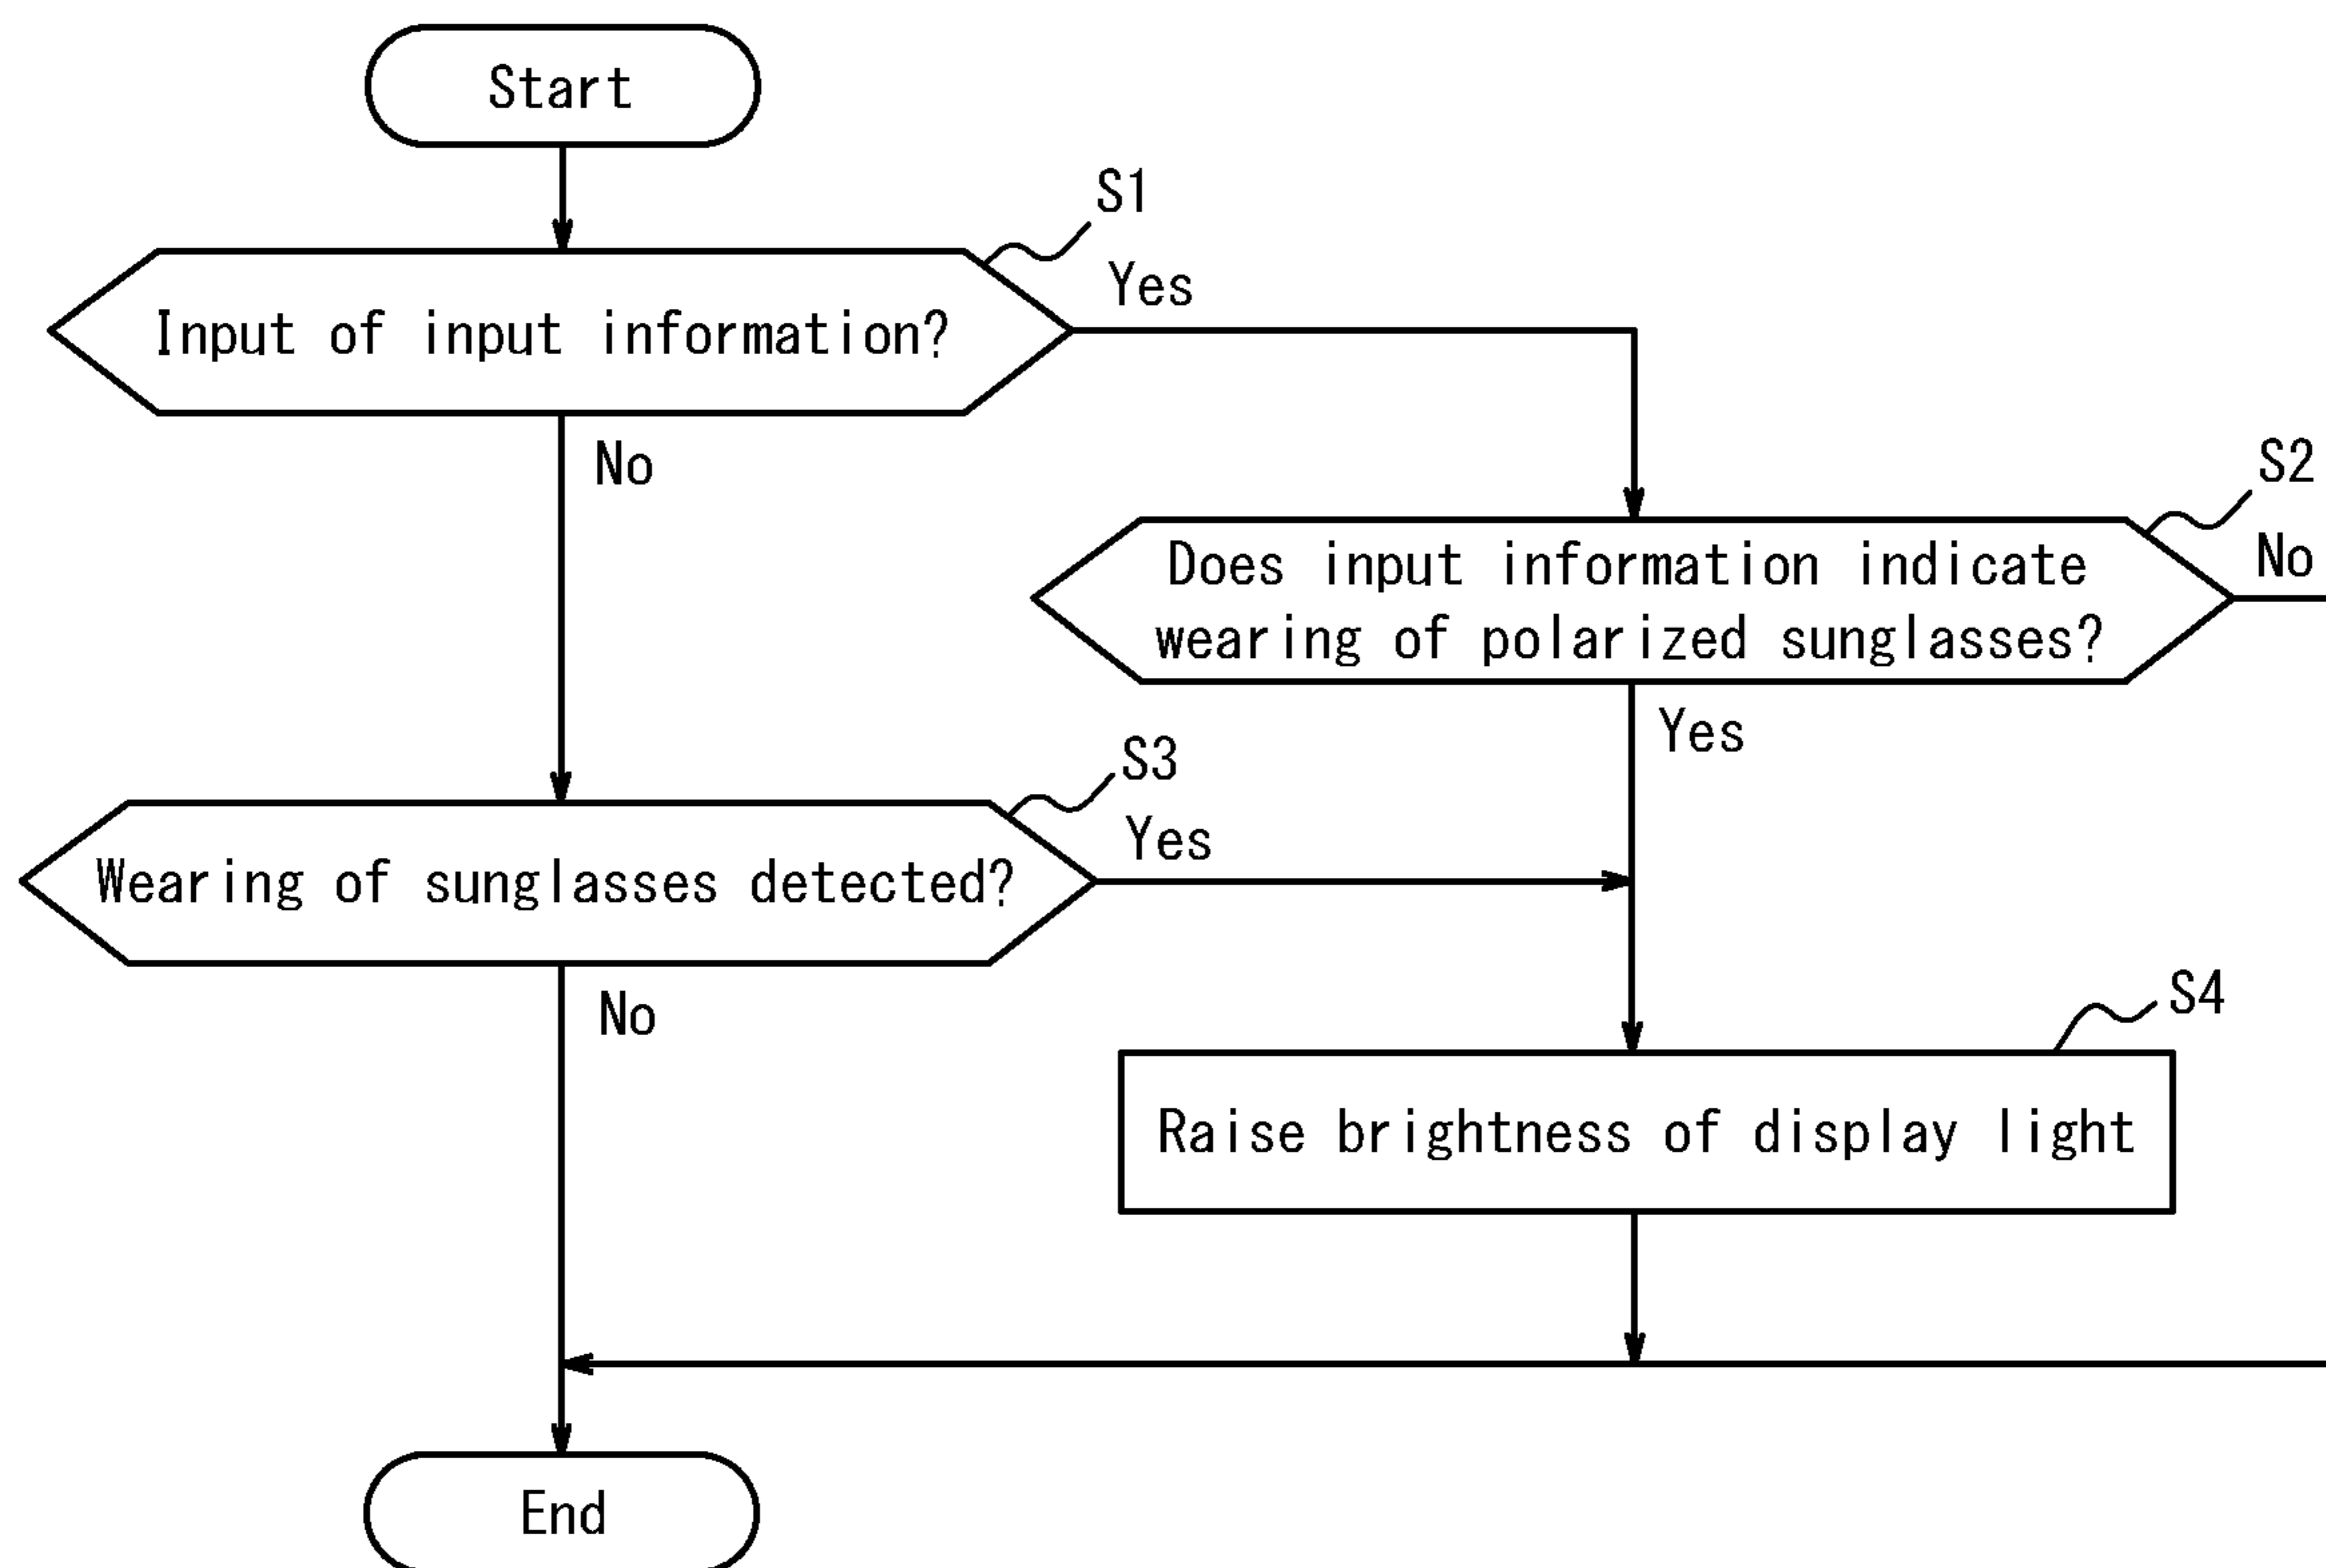 Start
S1
Input of input information?
Yes
No
S2
Does input information indicate
wearing of polarized sunglasses?
No
Yes
S3
Wearing of sunglasses detected?
Yes
No
S4
Raise brightness of display light
End